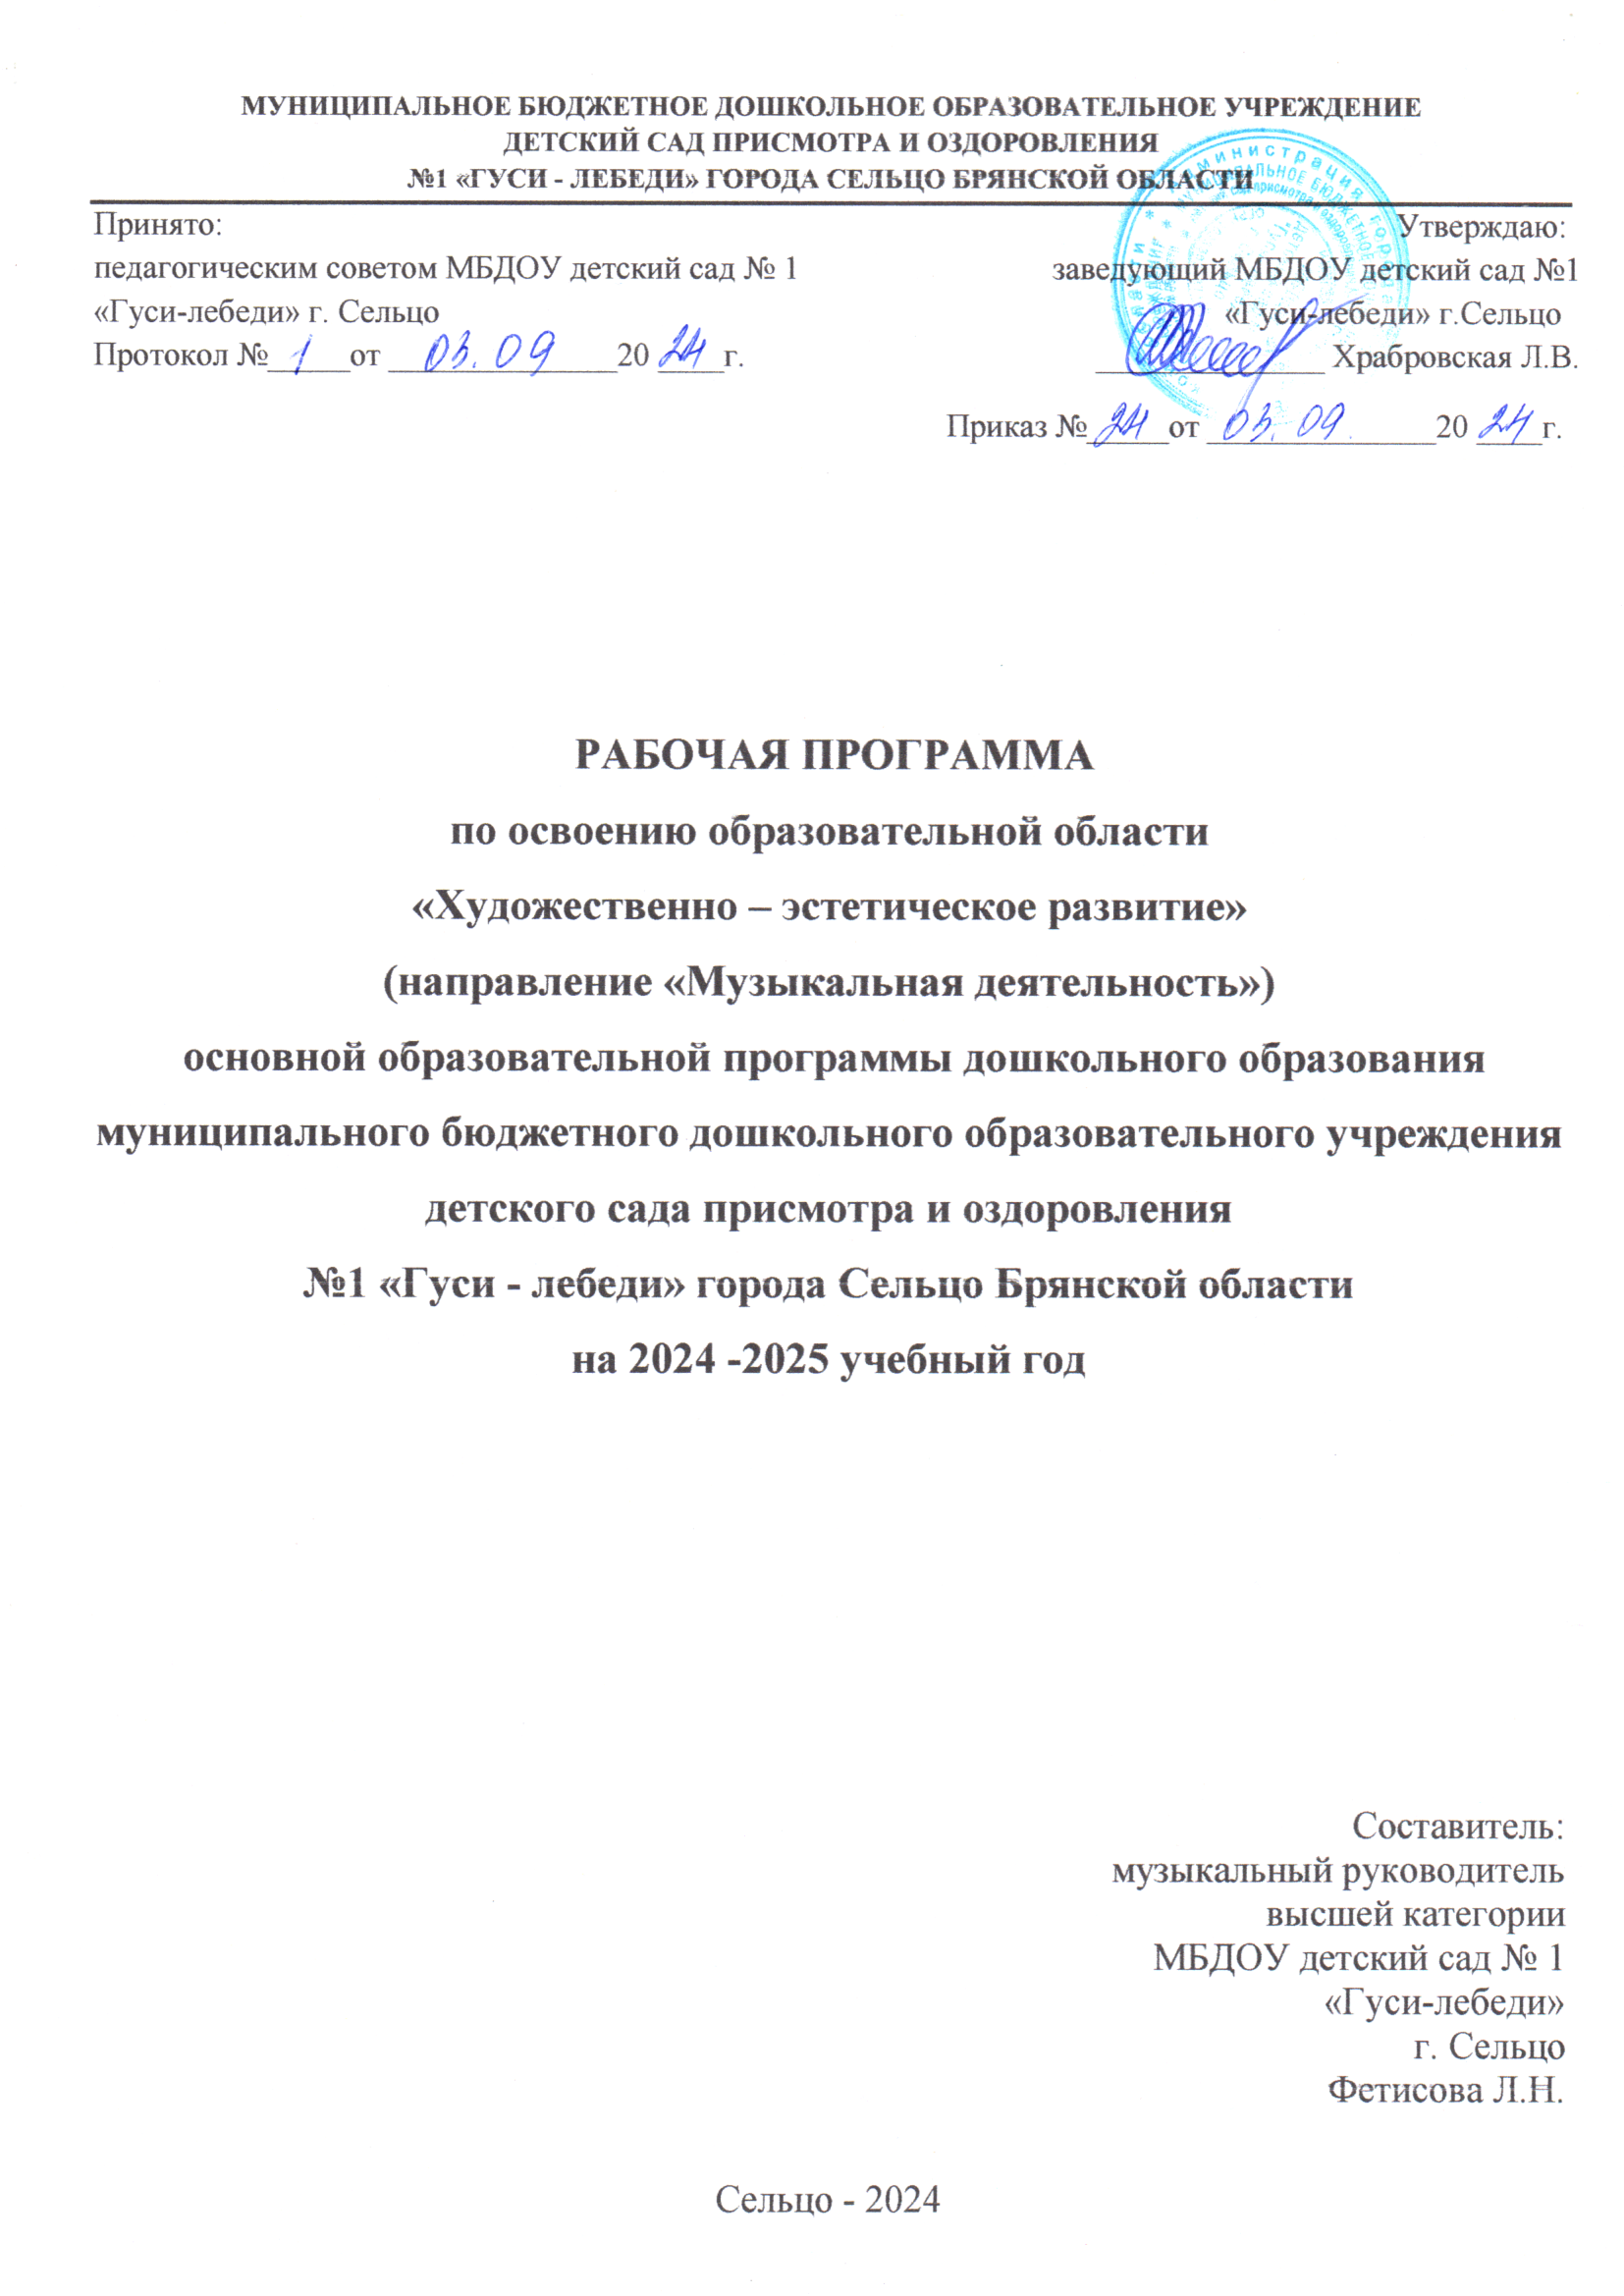 МУНИЦИПАЛЬНОЕ БЮДЖЕТНОЕ ДОШКОЛЬНОЕ ОБРАЗОВАТЕЛЬНОЕ УЧРЕЖДЕНИЕ
ДЕТСКИЙ САД ПРИСМОТРА И ОЗДОРОВЛЕНИЯ
№1 «ГУСИ - ЛЕБЕДИ» ГОРОДА СЕЛЬЦО БРЯНСКОЙ ОБЛАСТИ
Принято:
педагогическим советом МБДОУ детский сад № 1
«Гуси-лебеди» г. Сельцо
Протокол № 1 от 03.09 20 24 г.
Утверждаю:
заведующий МБДОУ детский сад №1
«Гуси-лебеди» г.Сельцо
Храбровская Л.В.
Приказ № 24 от 03.09. 20 24 г.
РАБОЧАЯ ПРОГРАММА
по освоению образовательной области
«Художественно – эстетическое развитие»
(направление «Музыкальная деятельность»)
основной образовательной программы дошкольного образования
муниципального бюджетного дошкольного образовательного учреждения
детского сада присмотра и оздоровления
№1 «Гуси - лебеди» города Сельцо Брянской области
на 2024 -2025 учебный год
Составитель:
музыкальный руководитель
высшей категории
МБДОУ детский сад № 1
«Гуси-лебеди»
г. Сельцо
Фетисова Л.Н.
Сельцо - 2024